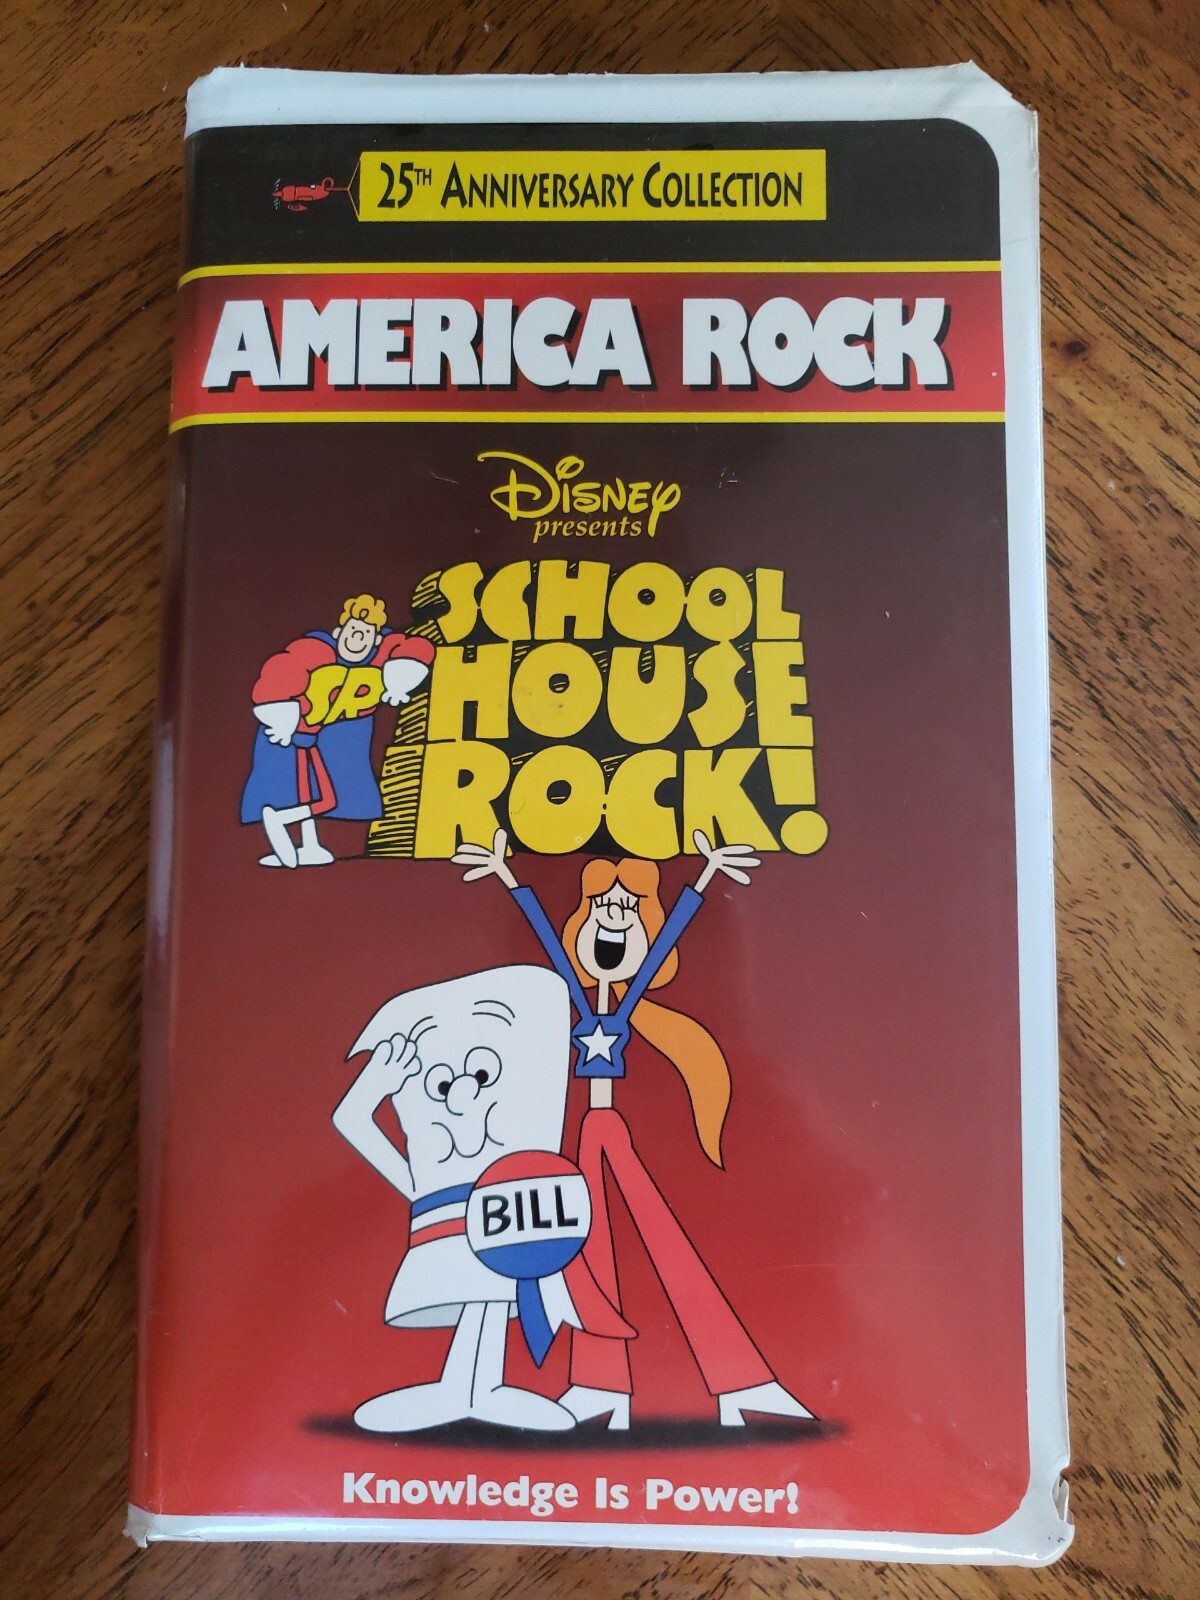 25TH ANNIVERSARY COLLECTION
AMERICA ROCK
DISNEY
presents
SCHOOL
HOUSE
ROCK!
SR
BILL
Knowledge Is Power!